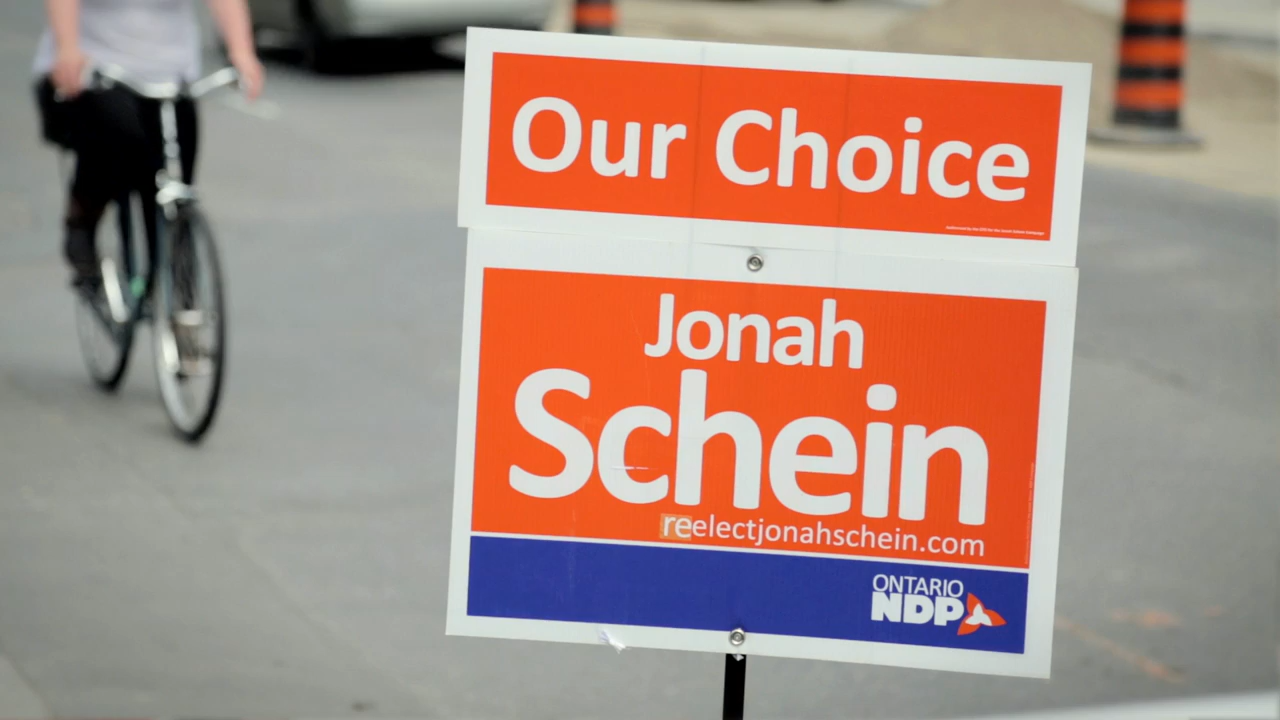 Our Choice
Jonah
Schein
reelectjonahschein.com
ONTARIO
NDP